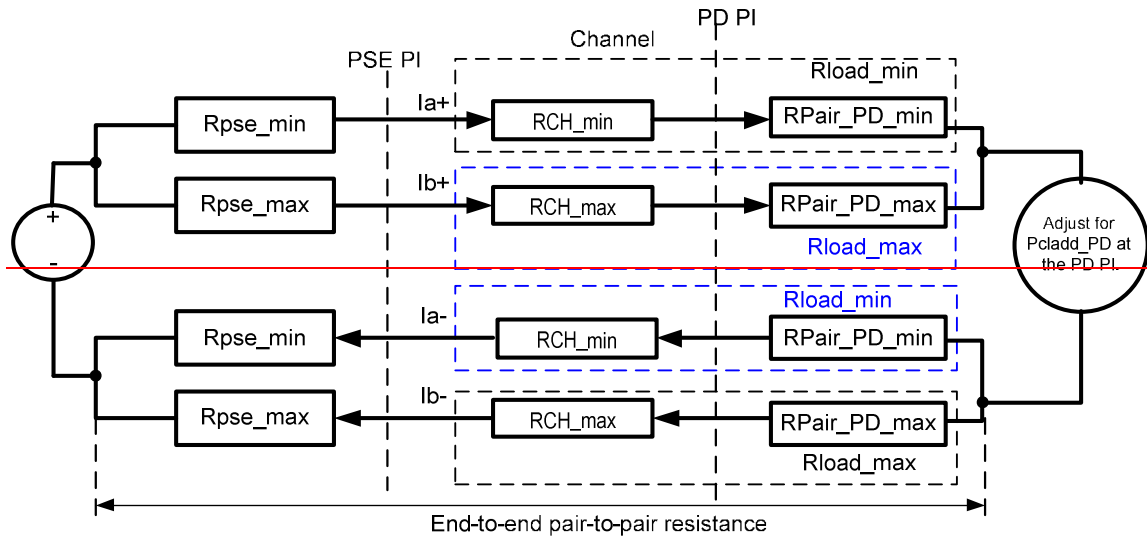 PD PI
Channel
PSE PI
Rload_min
Ia+
Rpse_min
RCH_min
RPair_PD_min
Ib+
Rpse_max
RCH_max
RPair_PD_max
Rload_max
+
-
Adjust for
Pcladd_PD at
the PD PI.
Rload_min
Ia-
Rpse_min
RCH_min
RPair_PD_min
Ib-
Rpse_max
RCH_max
RPair_PD_max
Rload_max
End-to-end pair-to-pair resistance